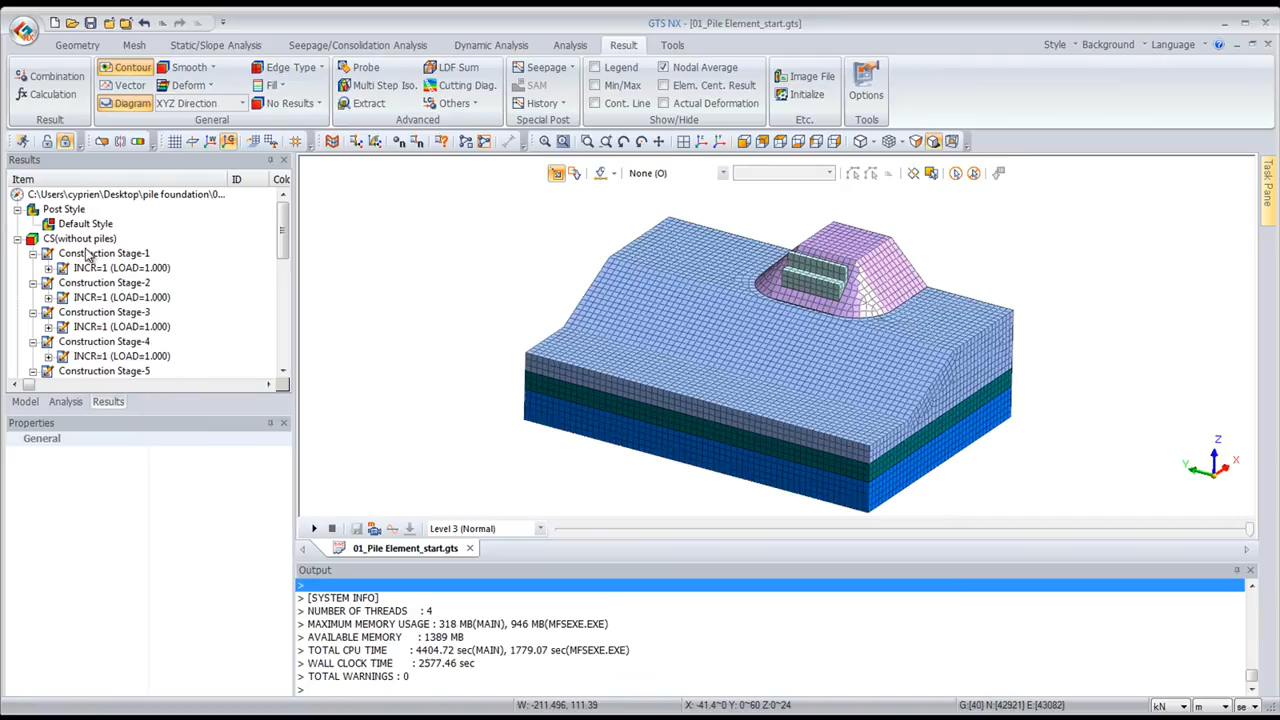 GTS NX - [01_Pile Element_start.gts]
Geometry Mesh Static/Slope Analysis Seepage/Consolidation Analysis Dynamic Analysis Analysis Result Tools Style Background Language
Combination
Calculation
Result
Contour Smooth Edge Type
Vector Deform Fill
Diagram XYZ Direction No Results
General
Probe LDF Sum
Multi Step Iso. Cutting Diag.
Extract Others
Advanced
Seepage
SAM
History
Special Post
Legend Nodal Average
Min/Max Elem. Cent. Result
Cont. Line Actual Deformation
Show/Hide
Image File
Initialize
Etc.
Options
Tools
Results
Item ID Col
C:\Users\cyprien\Desktop\pile foundation\0...
Post Style
Default Style
CS(without piles)
Construction Stage-1
INCR=1 (LOAD=1.000)
Construction Stage-2
INCR=1 (LOAD=1.000)
Construction Stage-3
INCR=1 (LOAD=1.000)
Construction Stage-4
INCR=1 (LOAD=1.000)
Construction Stage-5
Model Analysis Results
Properties
General
None (O)
Task Pane
Z
Y
X
Level 3 (Normal)
01_Pile Element_start.gts
Output
>
> [SYSTEM INFO]
> NUMBER OF THREADS : 4
> MAXIMUM MEMORY USAGE : 318 MB(MAIN), 946 MB(MFSEXE.EXE)
> AVAILABLE MEMORY : 1389 MB
> TOTAL CPU TIME : 4404.72 sec(MAIN), 1779.07 sec(MFSEXE.EXE)
> WALL CLOCK TIME : 2577.46 sec
> TOTAL WARNINGS : 0
>
W: -211.496, 111.39 X: -41.4~0 Y: 0~60 Z:0~24 G:[40] N:[42921] E:[43082] kN m se